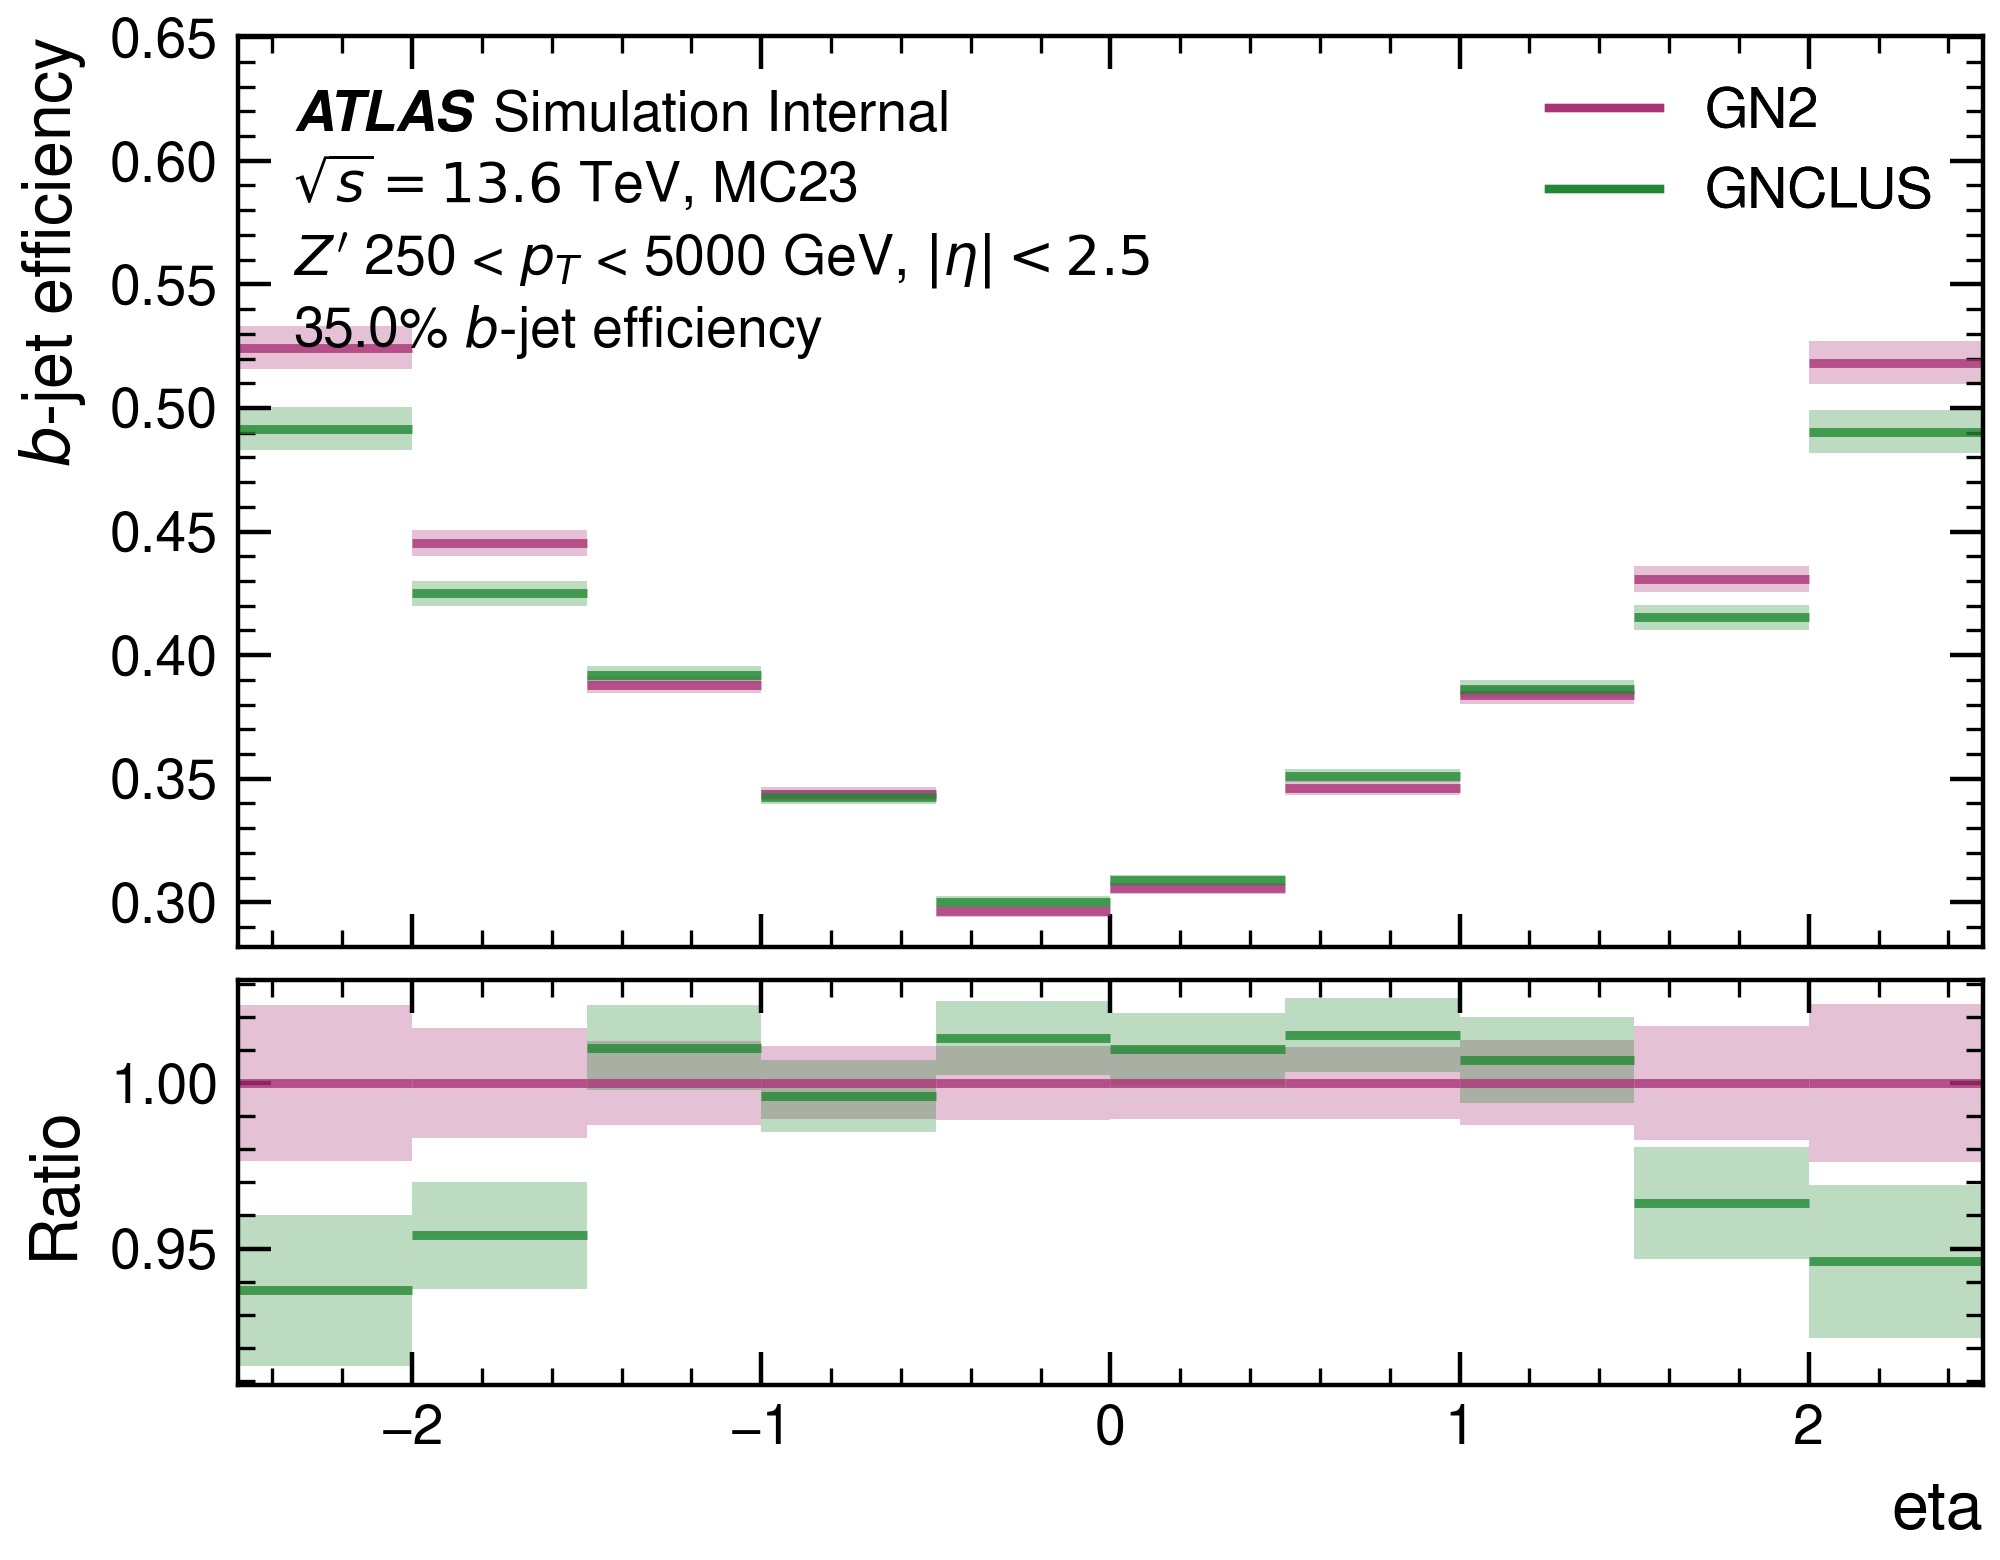 ATLAS Simulation Internal
√s = 13.6 TeV, MC23
Z′ 250 < pT < 5000 GeV, |η| < 2.5
35.0% b-jet efficiency
GN2
GNCLUS
b-jet efficiency
0.65
0.60
0.55
0.50
0.45
0.40
0.35
0.30
Ratio
1.00
0.95
−2 −1 0 1 2
eta